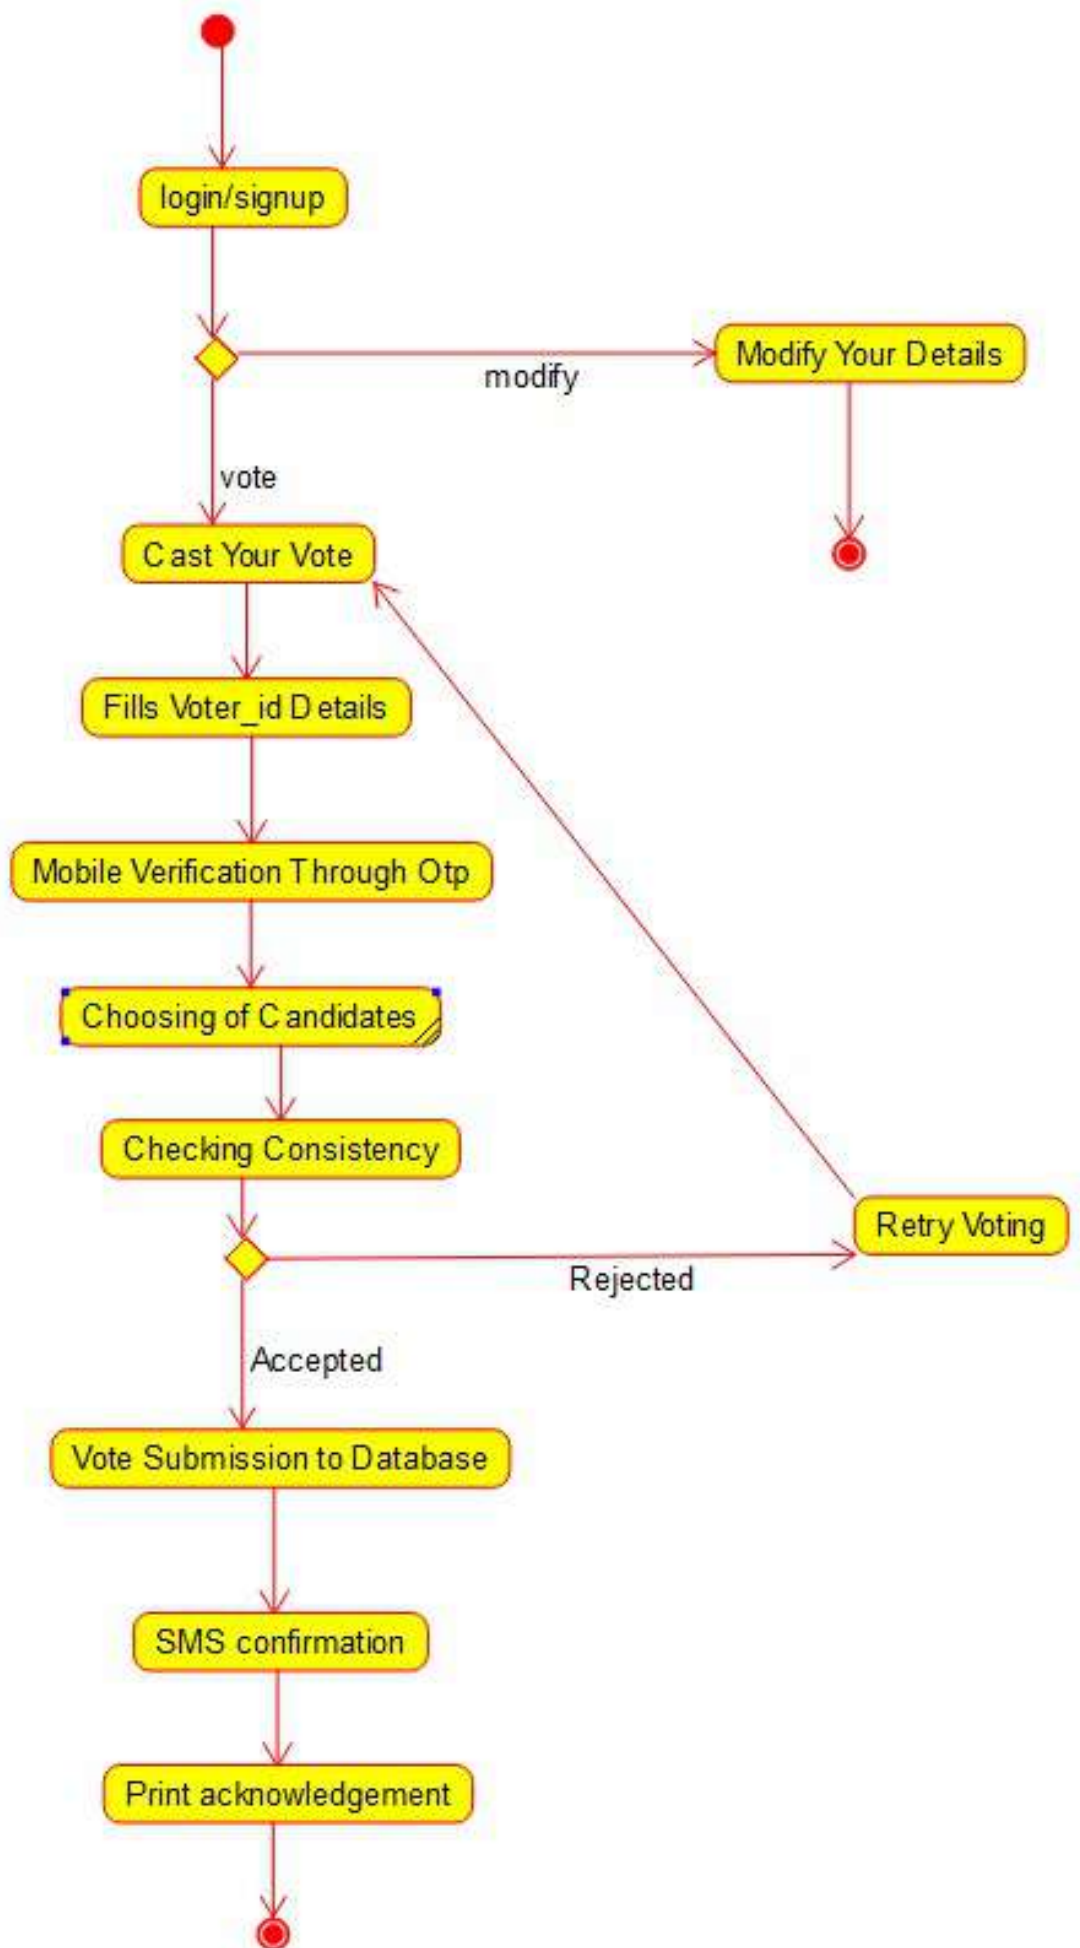 login/signup
modify
Modify Your Details
vote
Cast Your Vote
Fills Voter_id Details
Mobile Verification Through Otp
Choosing of Candidates
Checking Consistency
Retry Voting
Rejected
Accepted
Vote Submission to Database
SMS confirmation
Print acknowledgement